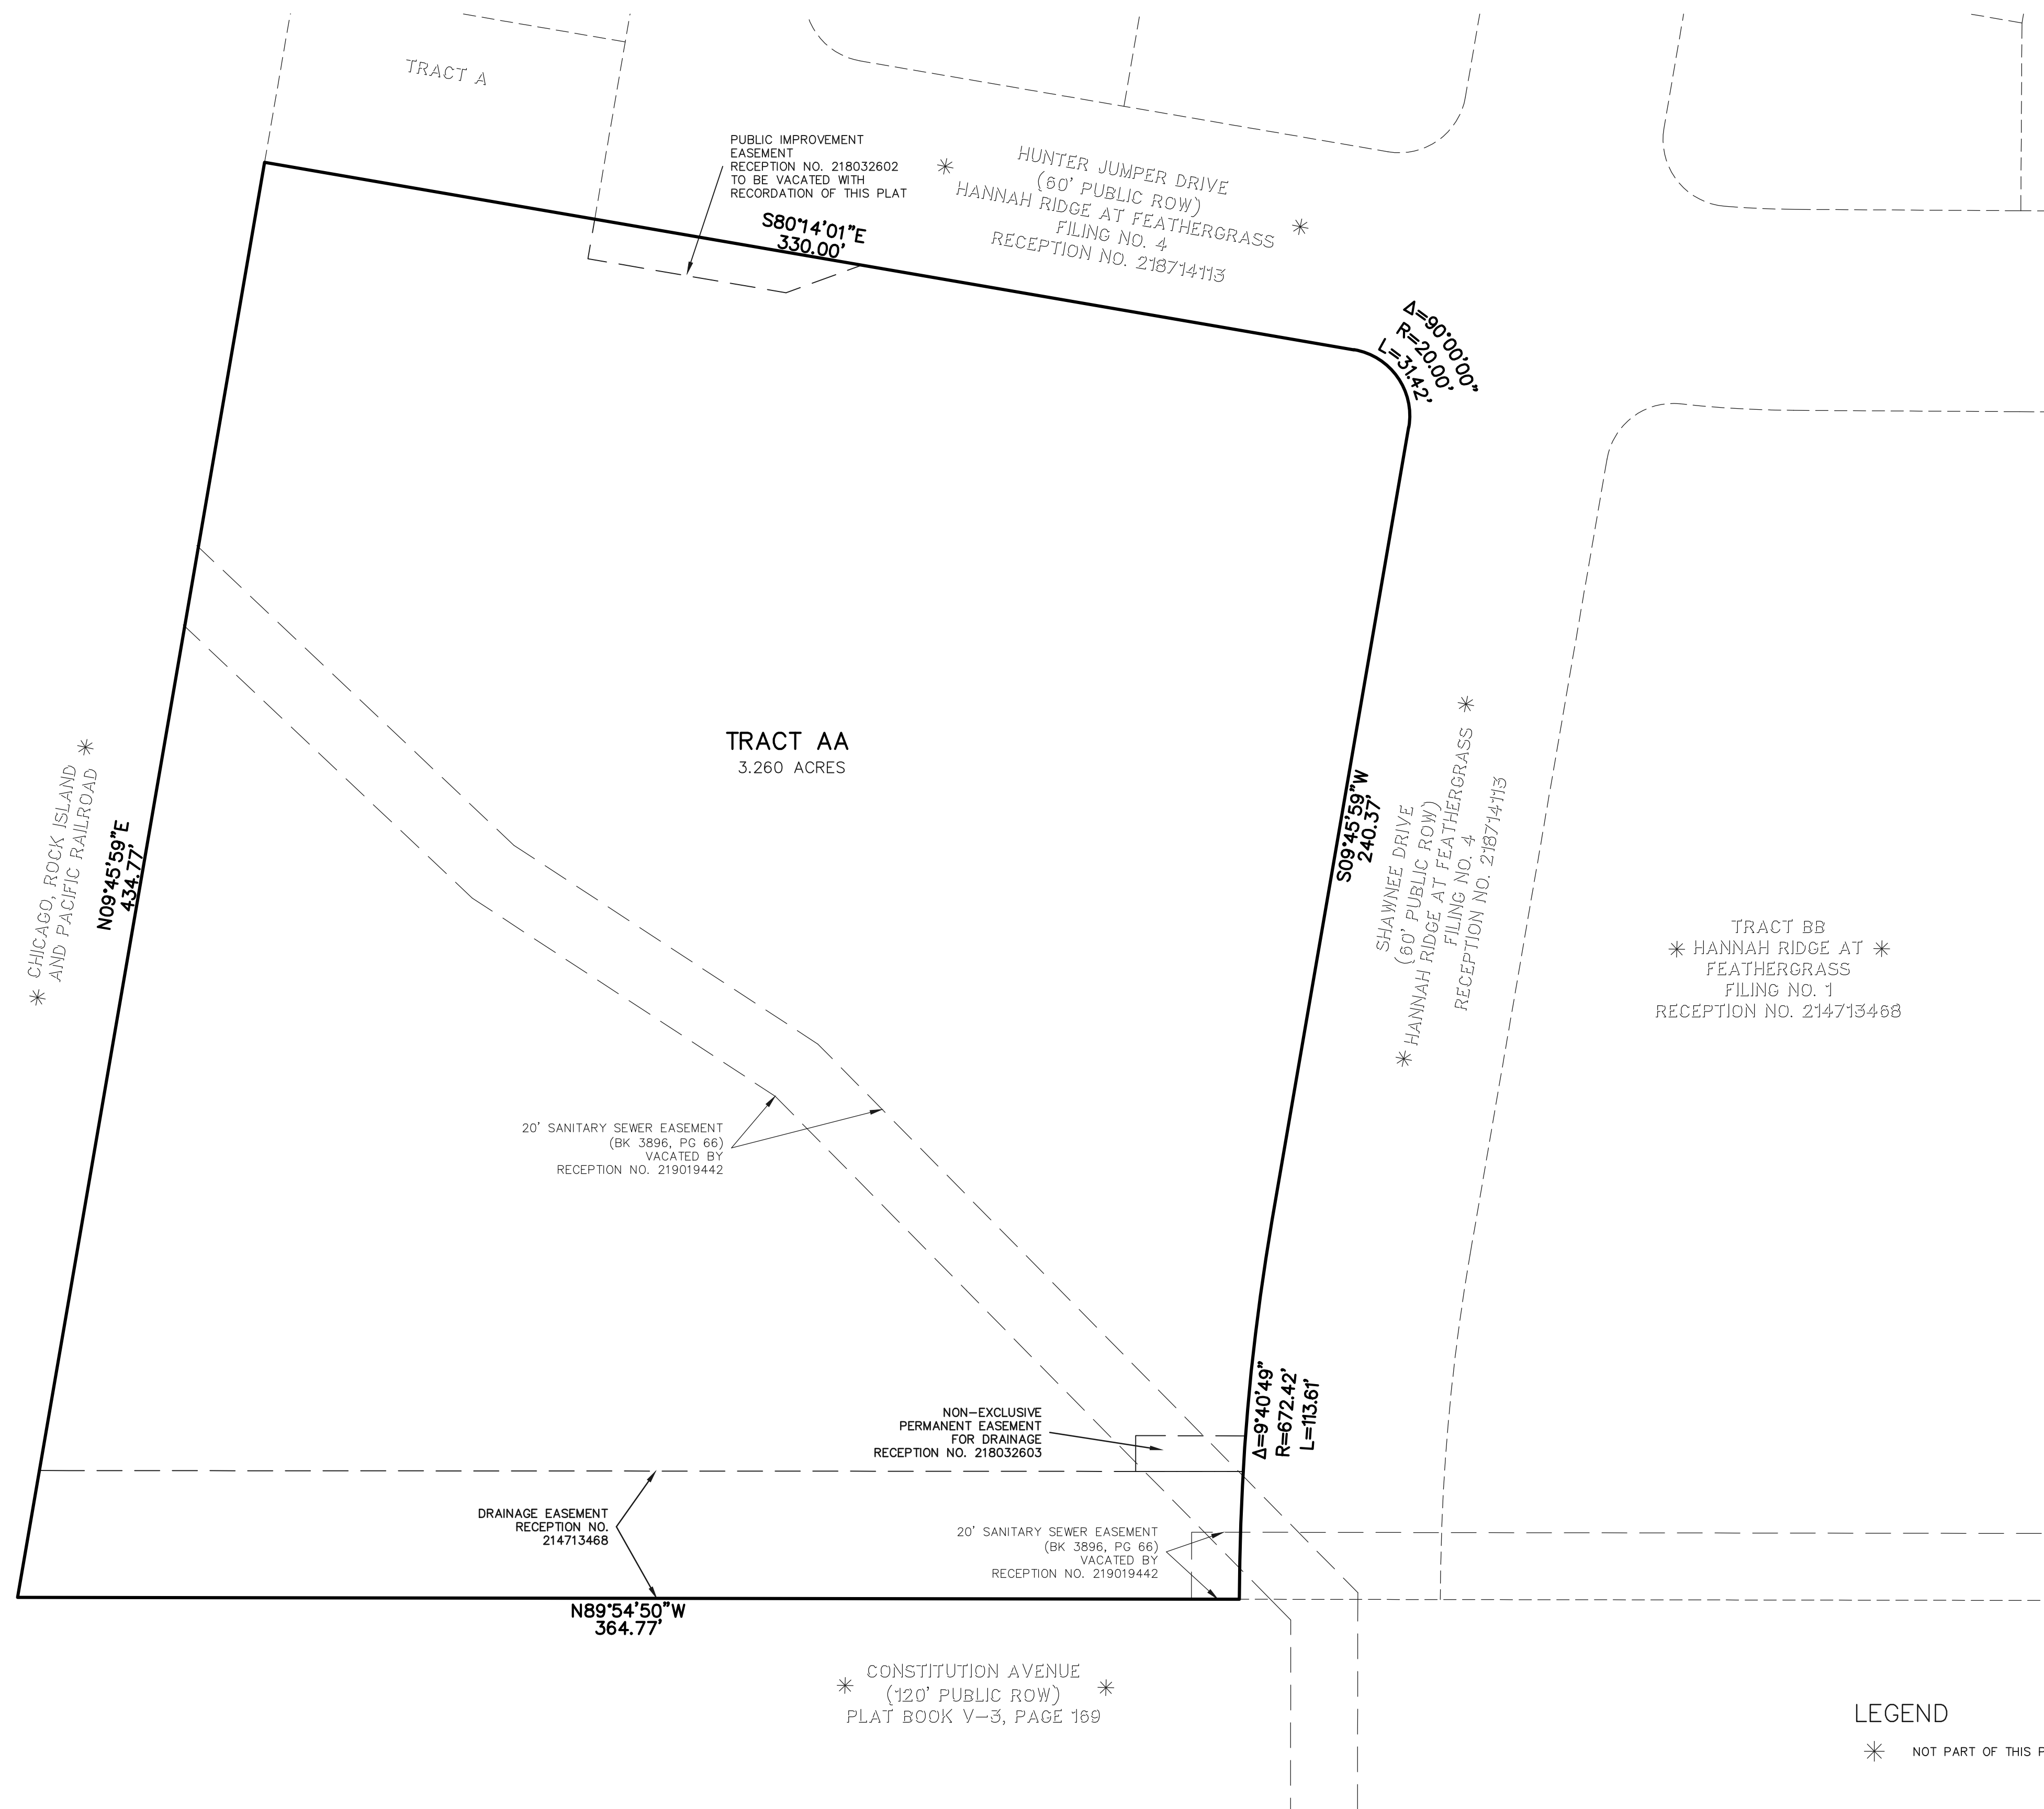 TRACT A
PUBLIC IMPROVEMENT
EASEMENT
RECEPTION NO. 218032602
TO BE VACATED WITH
RECORDATION OF THIS PLAT
S80°14'01"E
330.00'
HUNTER JUMPER DRIVE
(60' PUBLIC ROW)
HANNAH RIDGE AT FEATHERGRASS
FILING NO. 4
RECEPTION NO. 218714113
Δ=90°00'00"
R=20.00'
L=31.42'
TRACT AA
3.260 ACRES
CHICAGO, ROCK ISLAND
AND PACIFIC RAILROAD
N09°45'59"E
434.77'
S09°45'59"W
240.37'
SHAWNEE DRIVE
(60' PUBLIC ROW)
HANNAH RIDGE AT FEATHERGRASS
FILING NO. 4
RECEPTION NO. 218714113
TRACT BB
HANNAH RIDGE AT
FEATHERGRASS
FILING NO. 1
RECEPTION NO. 214713468
20' SANITARY SEWER EASEMENT
(BK 3896, PG 66)
VACATED BY
RECEPTION NO. 219019442
NON-EXCLUSIVE
PERMANENT EASEMENT
FOR DRAINAGE
RECEPTION NO. 218032603
Δ=9°40'49"
R=672.42'
L=113.61'
DRAINAGE EASEMENT
RECEPTION NO.
214713468
20' SANITARY SEWER EASEMENT
(BK 3896, PG 66)
VACATED BY
RECEPTION NO. 219019442
N89°54'50"W
364.77'
CONSTITUTION AVENUE
(120' PUBLIC ROW)
PLAT BOOK V-3, PAGE 169
LEGEND
NOT PART OF THIS P